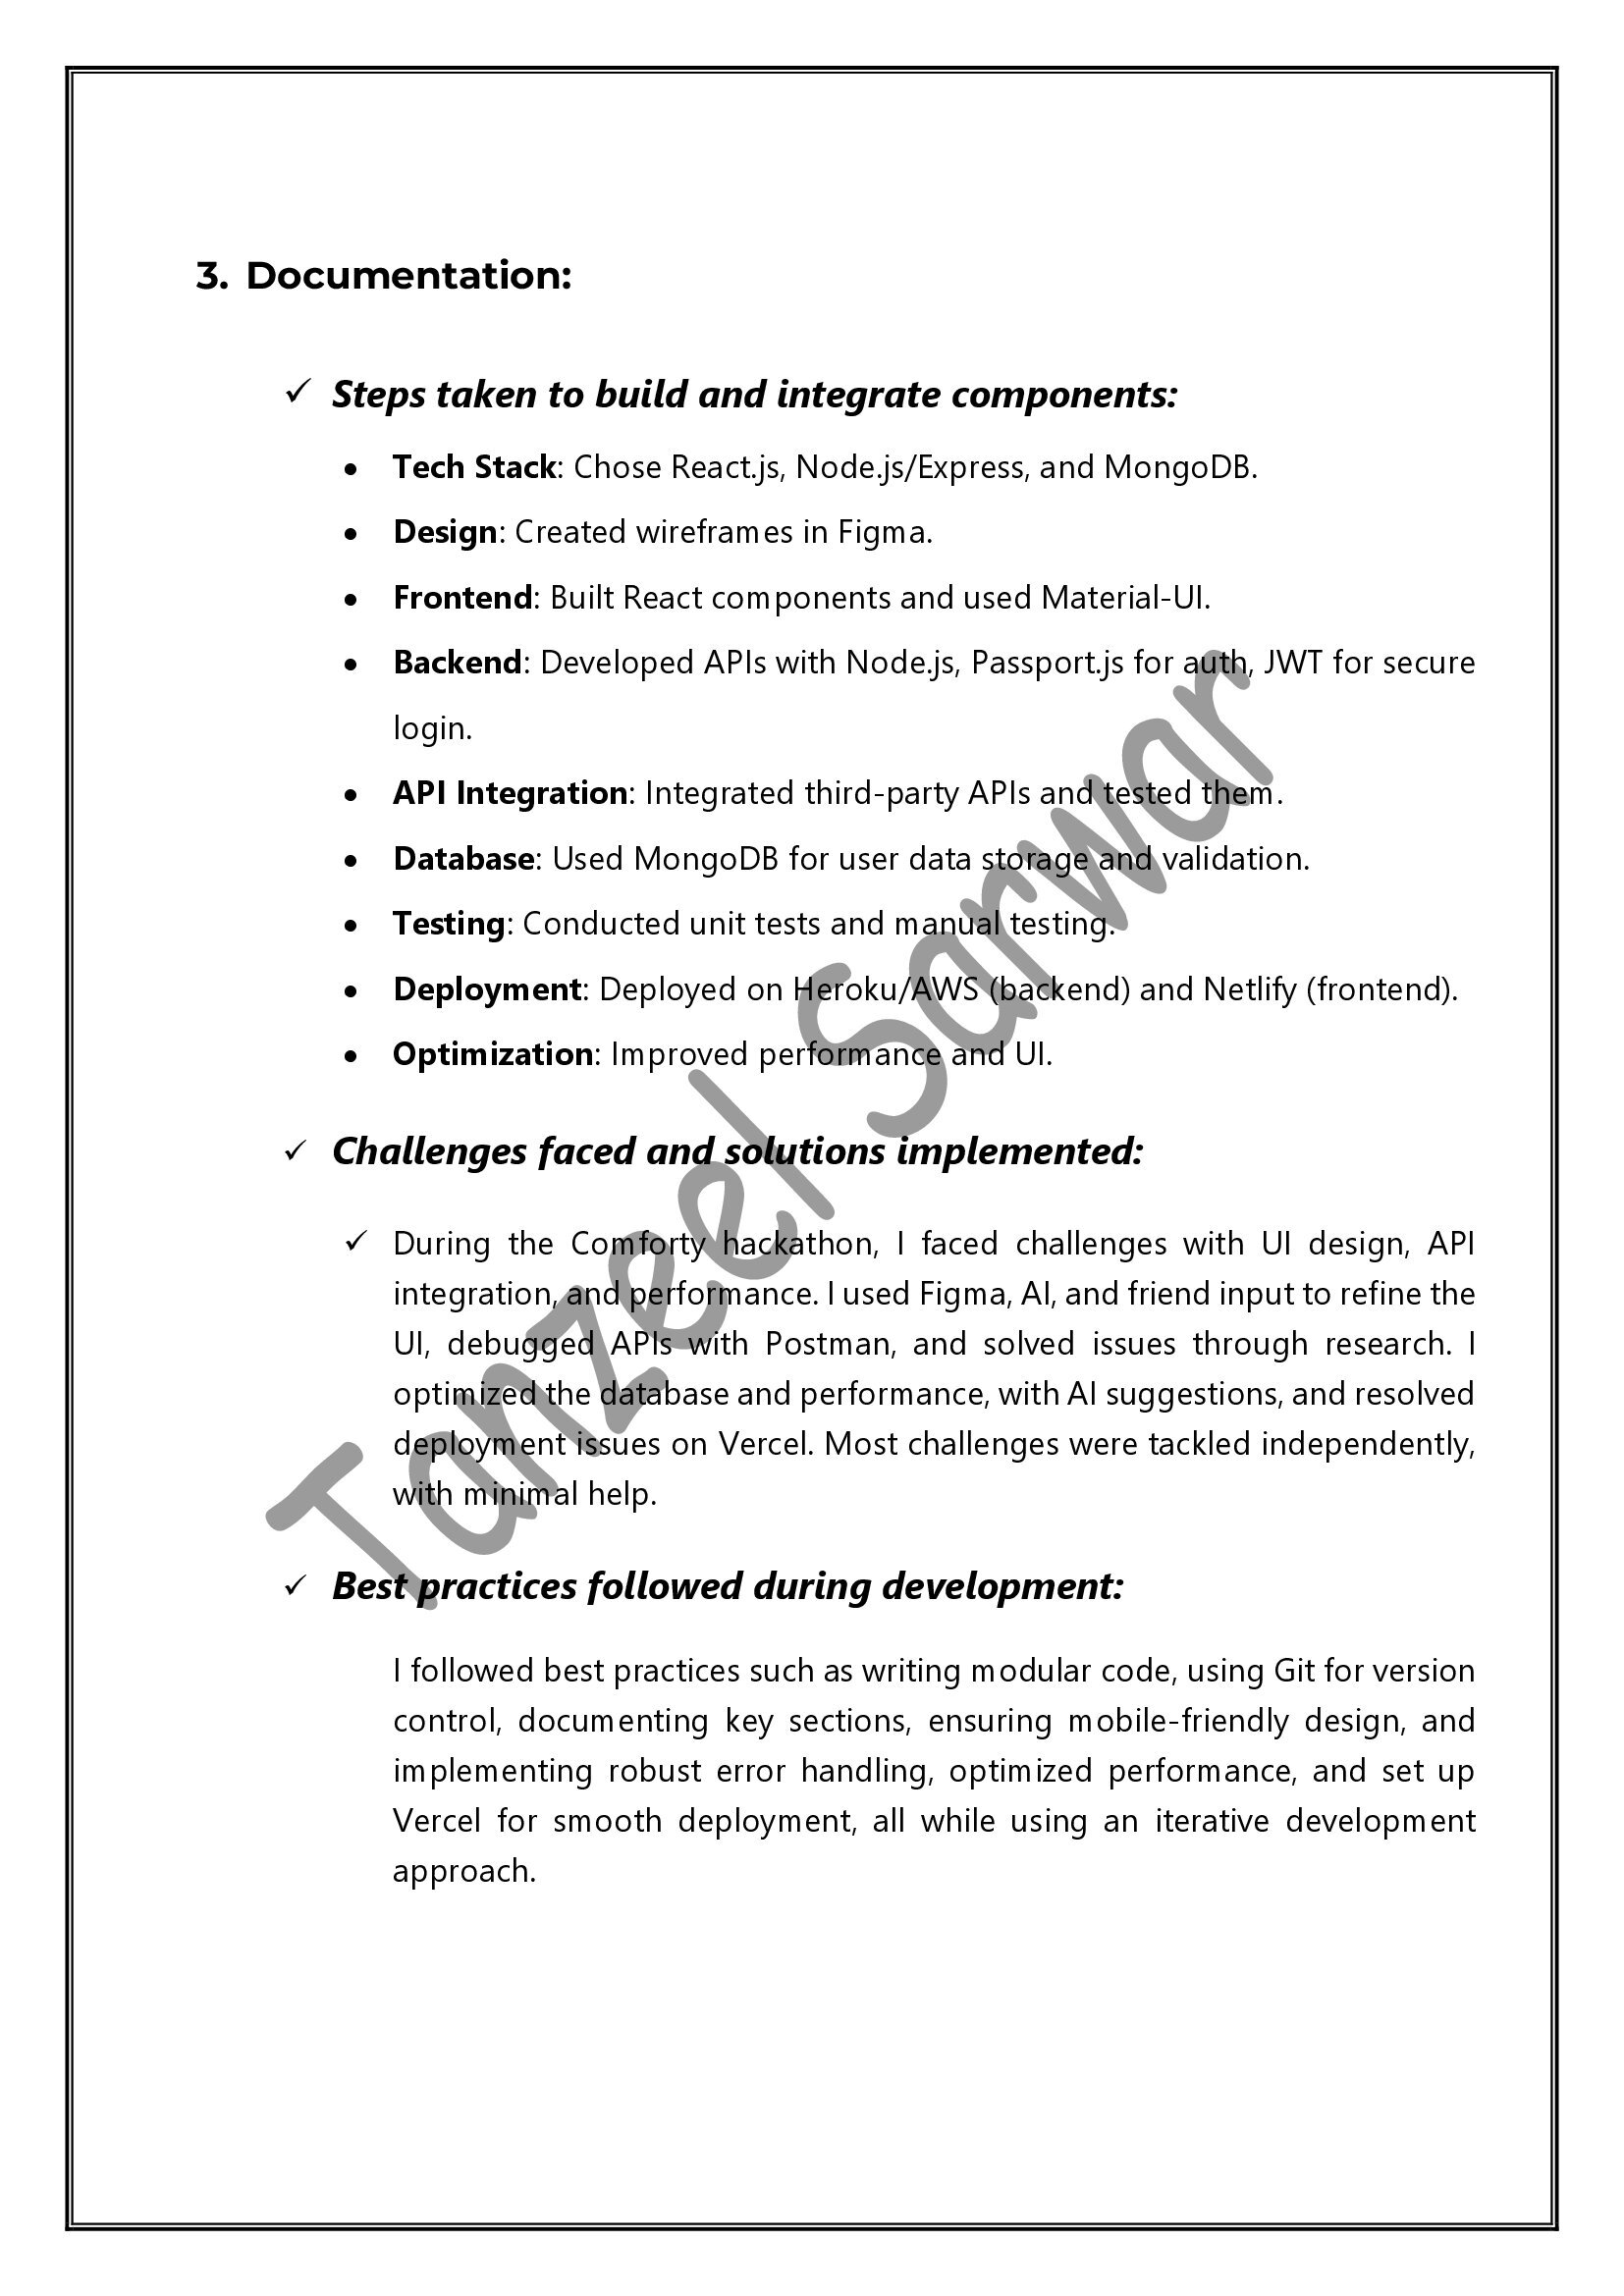 3. Documentation:
✓ Steps taken to build and integrate components:
• Tech Stack: Chose React.js, Node.js/Express, and MongoDB.
• Design: Created wireframes in Figma.
• Frontend: Built React components and used Material-UI.
• Backend: Developed APIs with Node.js, Passport.js for auth, JWT for secure
login.
• API Integration: Integrated third-party APIs and tested them.
• Database: Used MongoDB for user data storage and validation.
• Testing: Conducted unit tests and manual testing.
• Deployment: Deployed on Heroku/AWS (backend) and Netlify (frontend).
• Optimization: Improved performance and UI.
✓ Challenges faced and solutions implemented:
✓ During the Comforty hackathon, I faced challenges with UI design, API
integration, and performance. I used Figma, AI, and friend input to refine the
UI, debugged APIs with Postman, and solved issues through research. I
optimized the database and performance, with AI suggestions, and resolved
deployment issues on Vercel. Most challenges were tackled independently,
with minimal help.
✓ Best practices followed during development:
I followed best practices such as writing modular code, using Git for version
control, documenting key sections, ensuring mobile-friendly design, and
implementing robust error handling, optimized performance, and set up
Vercel for smooth deployment, all while using an iterative development
approach.
Tanzeel Sarwar